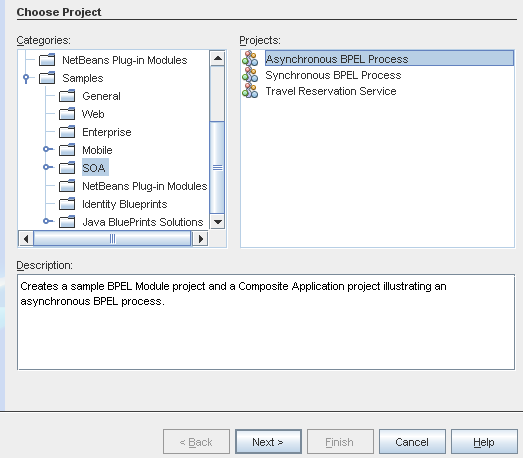 Choose Project
Categories:
Projects:
NetBeans Plug-in Modules
Samples
General
Web
Enterprise
Mobile
SOA
NetBeans Plug-in Modules
Identity Blueprints
Java BluePrints Solutions
Asynchronous BPEL Process
Synchronous BPEL Process
Travel Reservation Service
Description:
Creates a sample BPEL Module project and a Composite Application project illustrating an
asynchronous BPEL process.
< Back
Next >
Finish
Cancel
Help